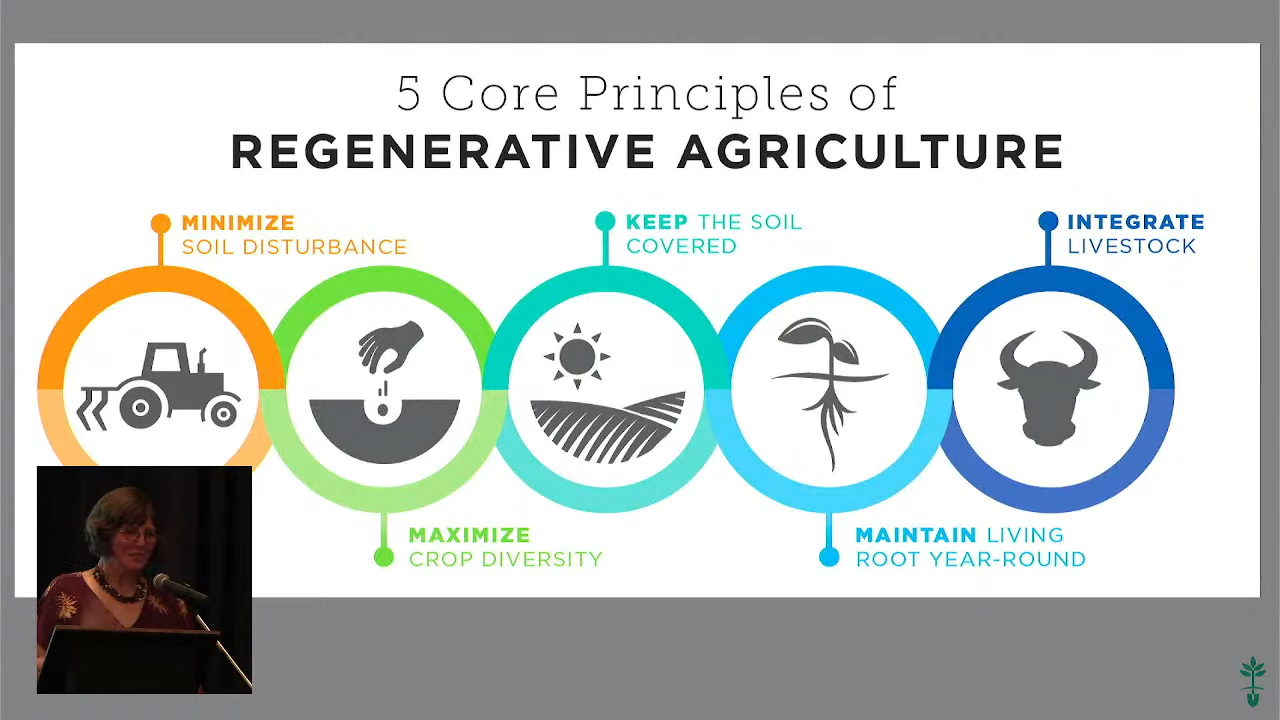 5 Core Principles of
REGENERATIVE AGRICULTURE
MINIMIZE
SOIL DISTURBANCE
KEEP THE SOIL
COVERED
INTEGRATE
LIVESTOCK
MAXIMIZE
CROP DIVERSITY
MAINTAIN LIVING
ROOT YEAR-ROUND